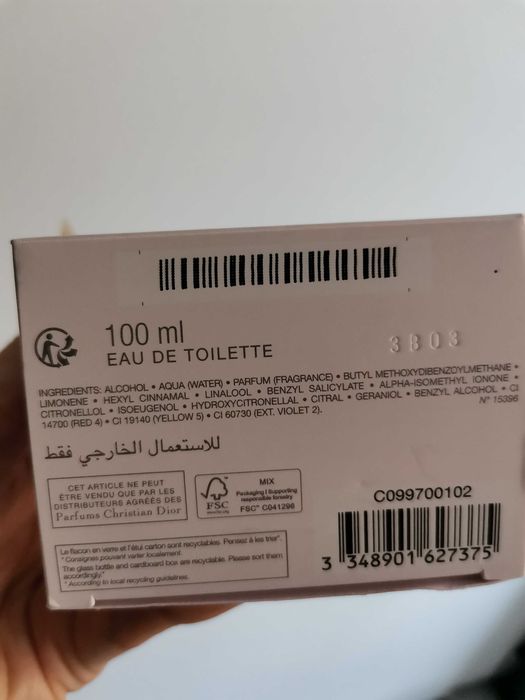 100 ml
EAU DE TOILETTE
3B03
INGREDIENTS: ALCOHOL • AQUA (WATER) • PARFUM (FRAGRANCE) • BUTYL METHOXYDIBENZOYLMETHANE •
LIMONENE • HEXYL CINNAMAL • LINALOOL • BENZYL SALICYLATE • ALPHA-ISOMETHYL IONONE •
CITRONELLOL • ISOEUGENOL • HYDROXYCITRONELLAL • CITRAL • GERANIOL • BENZYL ALCOHOL • CI
14700 (RED 4) • CI 19140 (YELLOW 5) • CI 60730 (EXT. VIOLET 2).
N° 15396
للاستعمال الخارجي فقط
CET ARTICLE NE PEUT
ÊTRE VENDU QUE PAR LES
DISTRIBUTEURS AGRÉÉS DES
Parfums Christian Dior
FSC
MIX
Packaging | Supporting
responsible forestry
FSC® C041296
C099700102
3 348901 627375
Le flacon en verre et l'étui carton sont recyclables. Pensez à les trier*.
* Consignes pouvant varier localement.
The glass bottle and cardboard box are recyclable. Please sort them
accordingly.*
* According to local recycling guidelines.